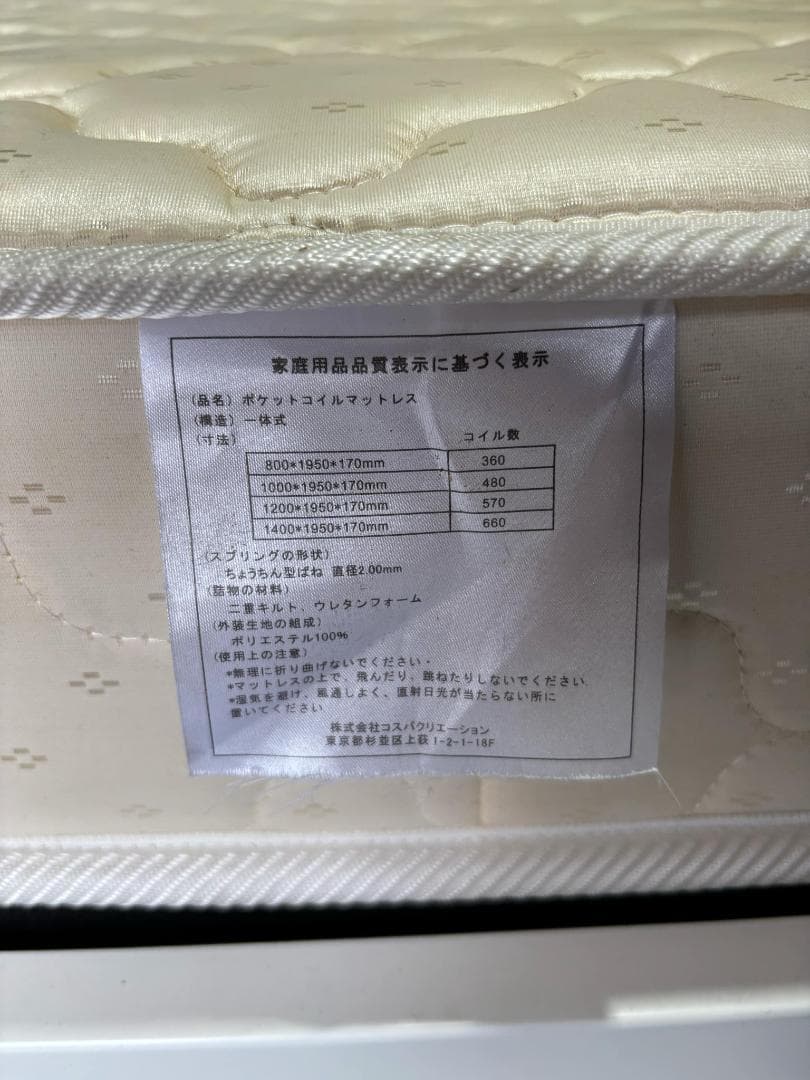 家庭用品品質表示に基づく表示
(品名) ポケットコイルマットレス
(構造) 一体式
(寸法) コイル数
800*1950*170mm 360
1000*1950*170mm 480
1200*1950*170mm 570
1400*1950*170mm 660
(スプリングの形状)
ちょうちん型ばね 直径2.00mm
(詰物の材料)
二重キルト、ウレタンフォーム
(外装生地の組成)
ポリエステル100%
(使用上の注意)
*無理に折り曲げないでください・
*マットレスの上で、飛んだり、跳ねたりしないでください
*湿気を避け、風通しよく、直射日光が当たらない所に
置いてください
株式会社コスパクリエーション
東京都杉並区上荻1-2-1-18F